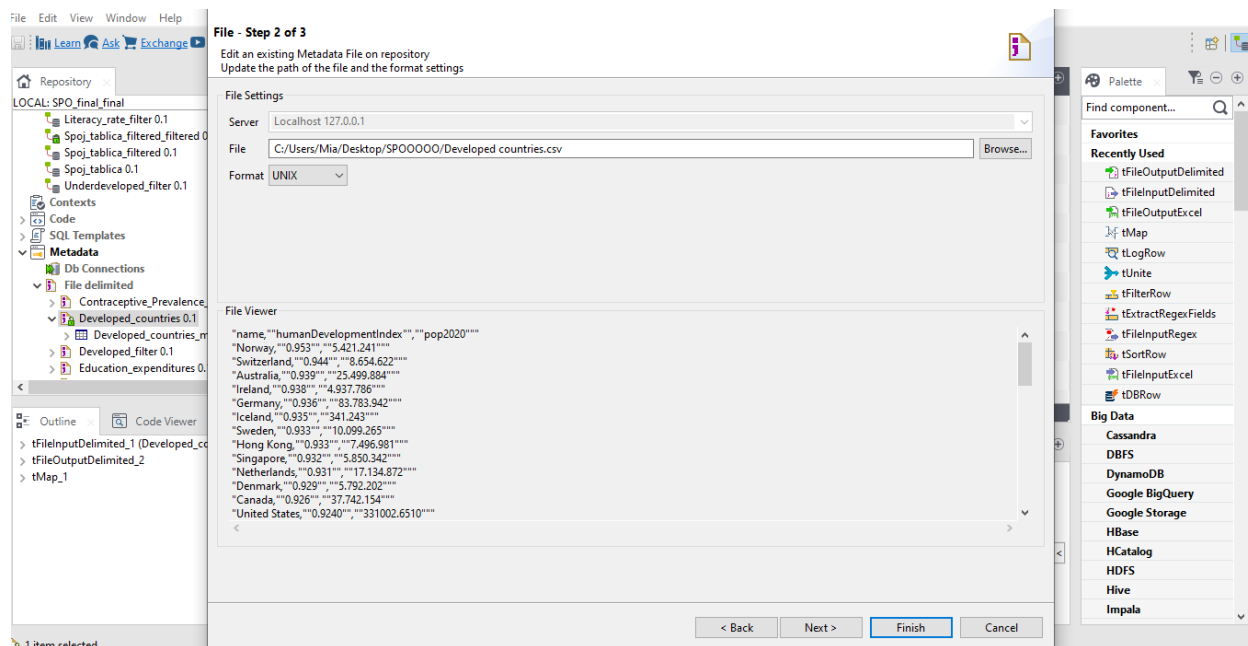 File Edit View Window Help
Learn Ask Exchange
Repository
LOCAL: SPO_final_final
Literacy_rate_filter 0.1
Spoj_tablica_filtered_filtered 0
Spoj_tablica_filtered 0.1
Spoj_tablica 0.1
Underdeveloped_filter 0.1
Contexts
Code
SQL Templates
Metadata
Db Connections
File delimited
Contraceptive_Prevalence_
Developed_countries 0.1
Developed_countries_m
Developed_filter 0.1
Education_expenditures 0.
Outline
Code Viewer
tFileInputDelimited_1 (Developed_co
tFileOutputDelimited_2
tMap_1
1 item selected
File - Step 2 of 3
Edit an existing Metadata File on repository
Update the path of the file and the format settings
File Settings
Server Localhost 127.0.0.1
File C:/Users/Mia/Desktop/SPOOOOO/Developed countries.csv Browse...
Format UNIX
File Viewer
"name,""humanDevelopmentIndex"",""pop2020"""
"Norway,""0.953"",""5.421.241"""
"Switzerland,""0.944"",""8.654.622"""
"Australia,""0.939"",""25.499.884"""
"Ireland,""0.938"",""4.937.786"""
"Germany,""0.936"",""83.783.942"""
"Iceland,""0.935"",""341.243"""
"Sweden,""0.933"",""10.099.265"""
"Hong Kong,""0.933"",""7.496.981"""
"Singapore,""0.932"",""5.850.342"""
"Netherlands,""0.931"",""17.134.872"""
"Denmark,""0.929"",""5.792.202"""
"Canada,""0.926"",""37.742.154"""
"United States,""0.9240"",""331002.6510"""
< Back Next > Finish Cancel
Palette
Find component...
Favorites
Recently Used
tFileOutputDelimited
tFileInputDelimited
tFileOutputExcel
tMap
tLogRow
tUnite
tFilterRow
tExtractRegexFields
tFileInputRegex
tSortRow
tFileInputExcel
tDBRow
Big Data
Cassandra
DBFS
DynamoDB
Google BigQuery
Google Storage
HBase
HCatalog
HDFS
Hive
Impala